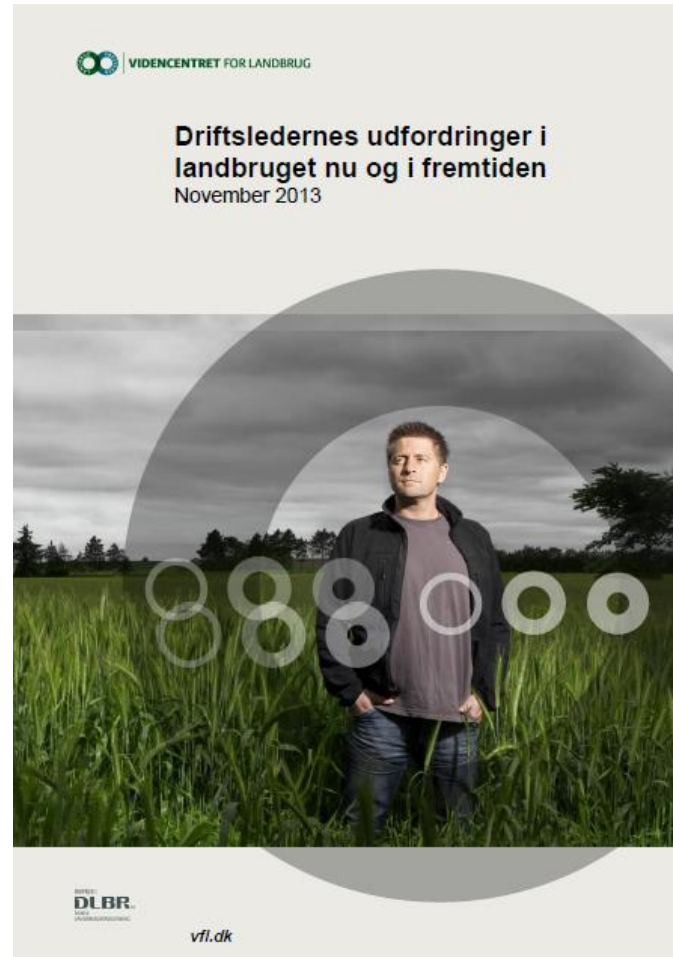 VIDENCENTRET FOR LANDBRUG
Driftsledernes udfordringer i
landbruget nu og i fremtiden
November 2013
DLBR
vfl.dk